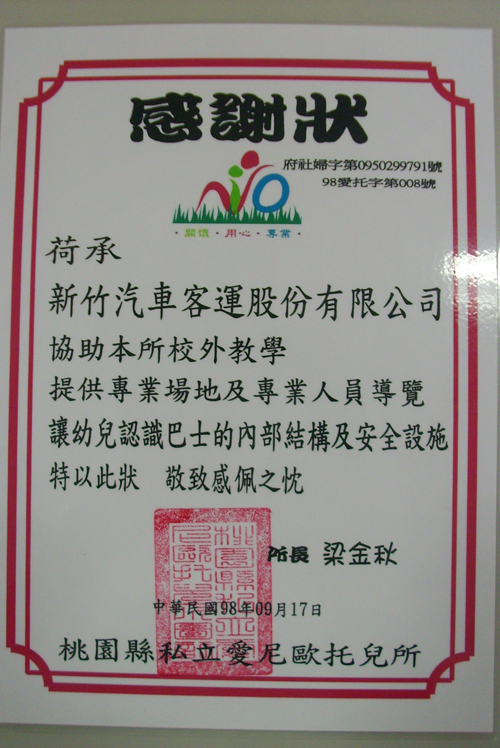 感謝狀
府社婦字第0950299791號
98愛托字第008號
・關懷・用心・專業・
荷承
新竹汽車客運股份有限公司
協助本所校外教學
提供專業場地及專業人員導覽
讓幼兒認識巴士的內部結構及安全設施
特以此狀 敬致感佩之忱
所長 梁金秋
中華民國98年09月17日
桃園縣私立愛尼歐托兒所